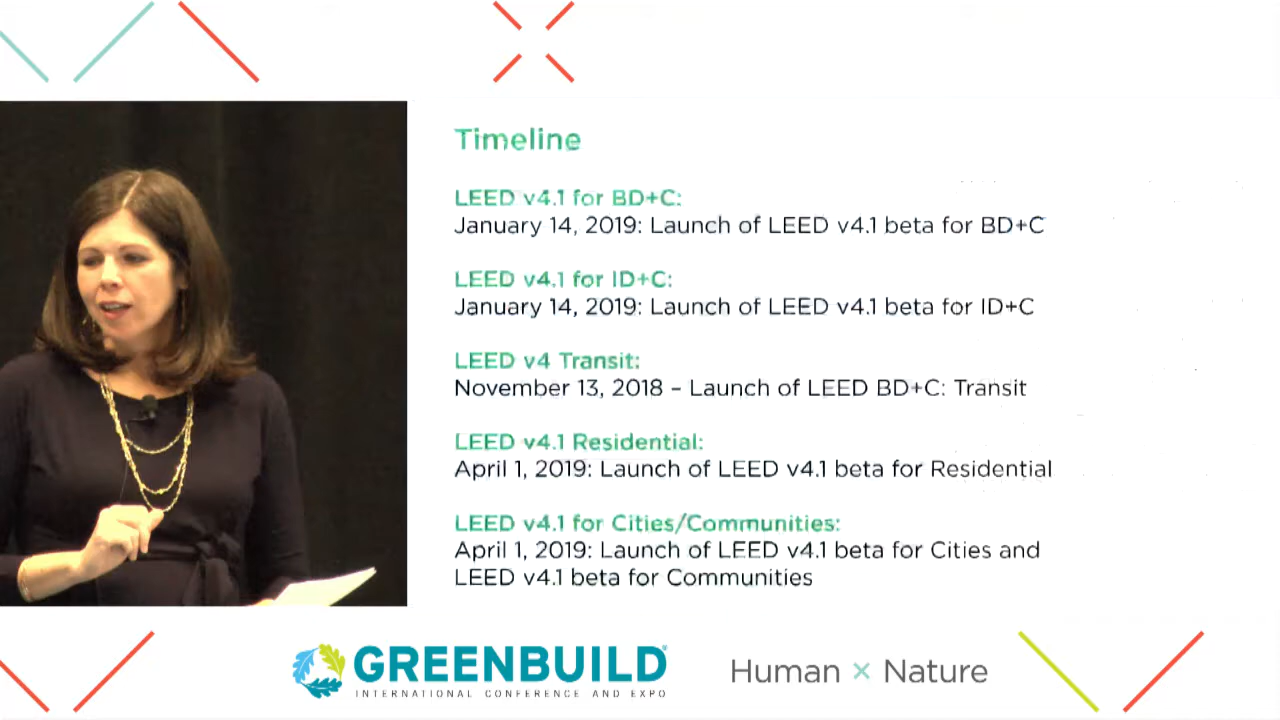 Timeline
LEED v4.1 for BD+C:
January 14, 2019: Launch of LEED v4.1 beta for BD+C
LEED v4.1 for ID+C:
January 14, 2019: Launch of LEED v4.1 beta for ID+C
LEED v4 Transit:
November 13, 2018 – Launch of LEED BD+C: Transit
LEED v4.1 Residential:
April 1, 2019: Launch of LEED v4.1 beta for Residential
LEED v4.1 for Cities/Communities:
April 1, 2019: Launch of LEED v4.1 beta for Cities and
LEED v4.1 beta for Communities
GREENBUILD®
INTERNATIONAL CONFERENCE AND EXPO
Human × Nature